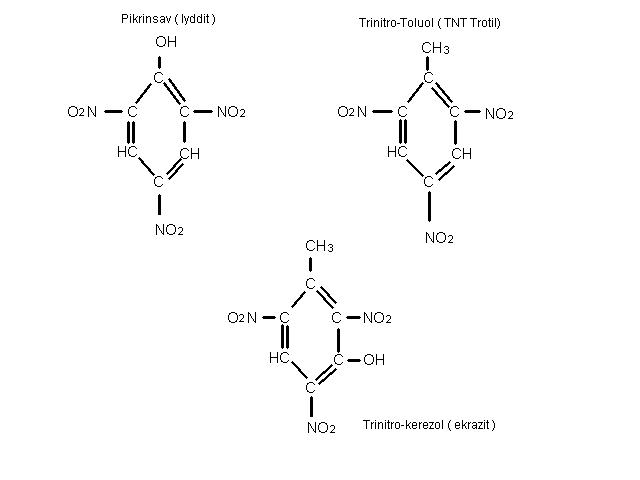 Pikrinsav ( lyddit )
Trinitro-Toluol ( TNT Trotil)
OH
CH3
C
C
O2N
C
C
NO2
O2N
C
C
NO2
HC
CH
HC
CH
C
C
NO2
NO2
CH3
C
O2N
C
C
NO2
HC
C
OH
C
NO2
Trinitro-kerezol ( ekrazit )